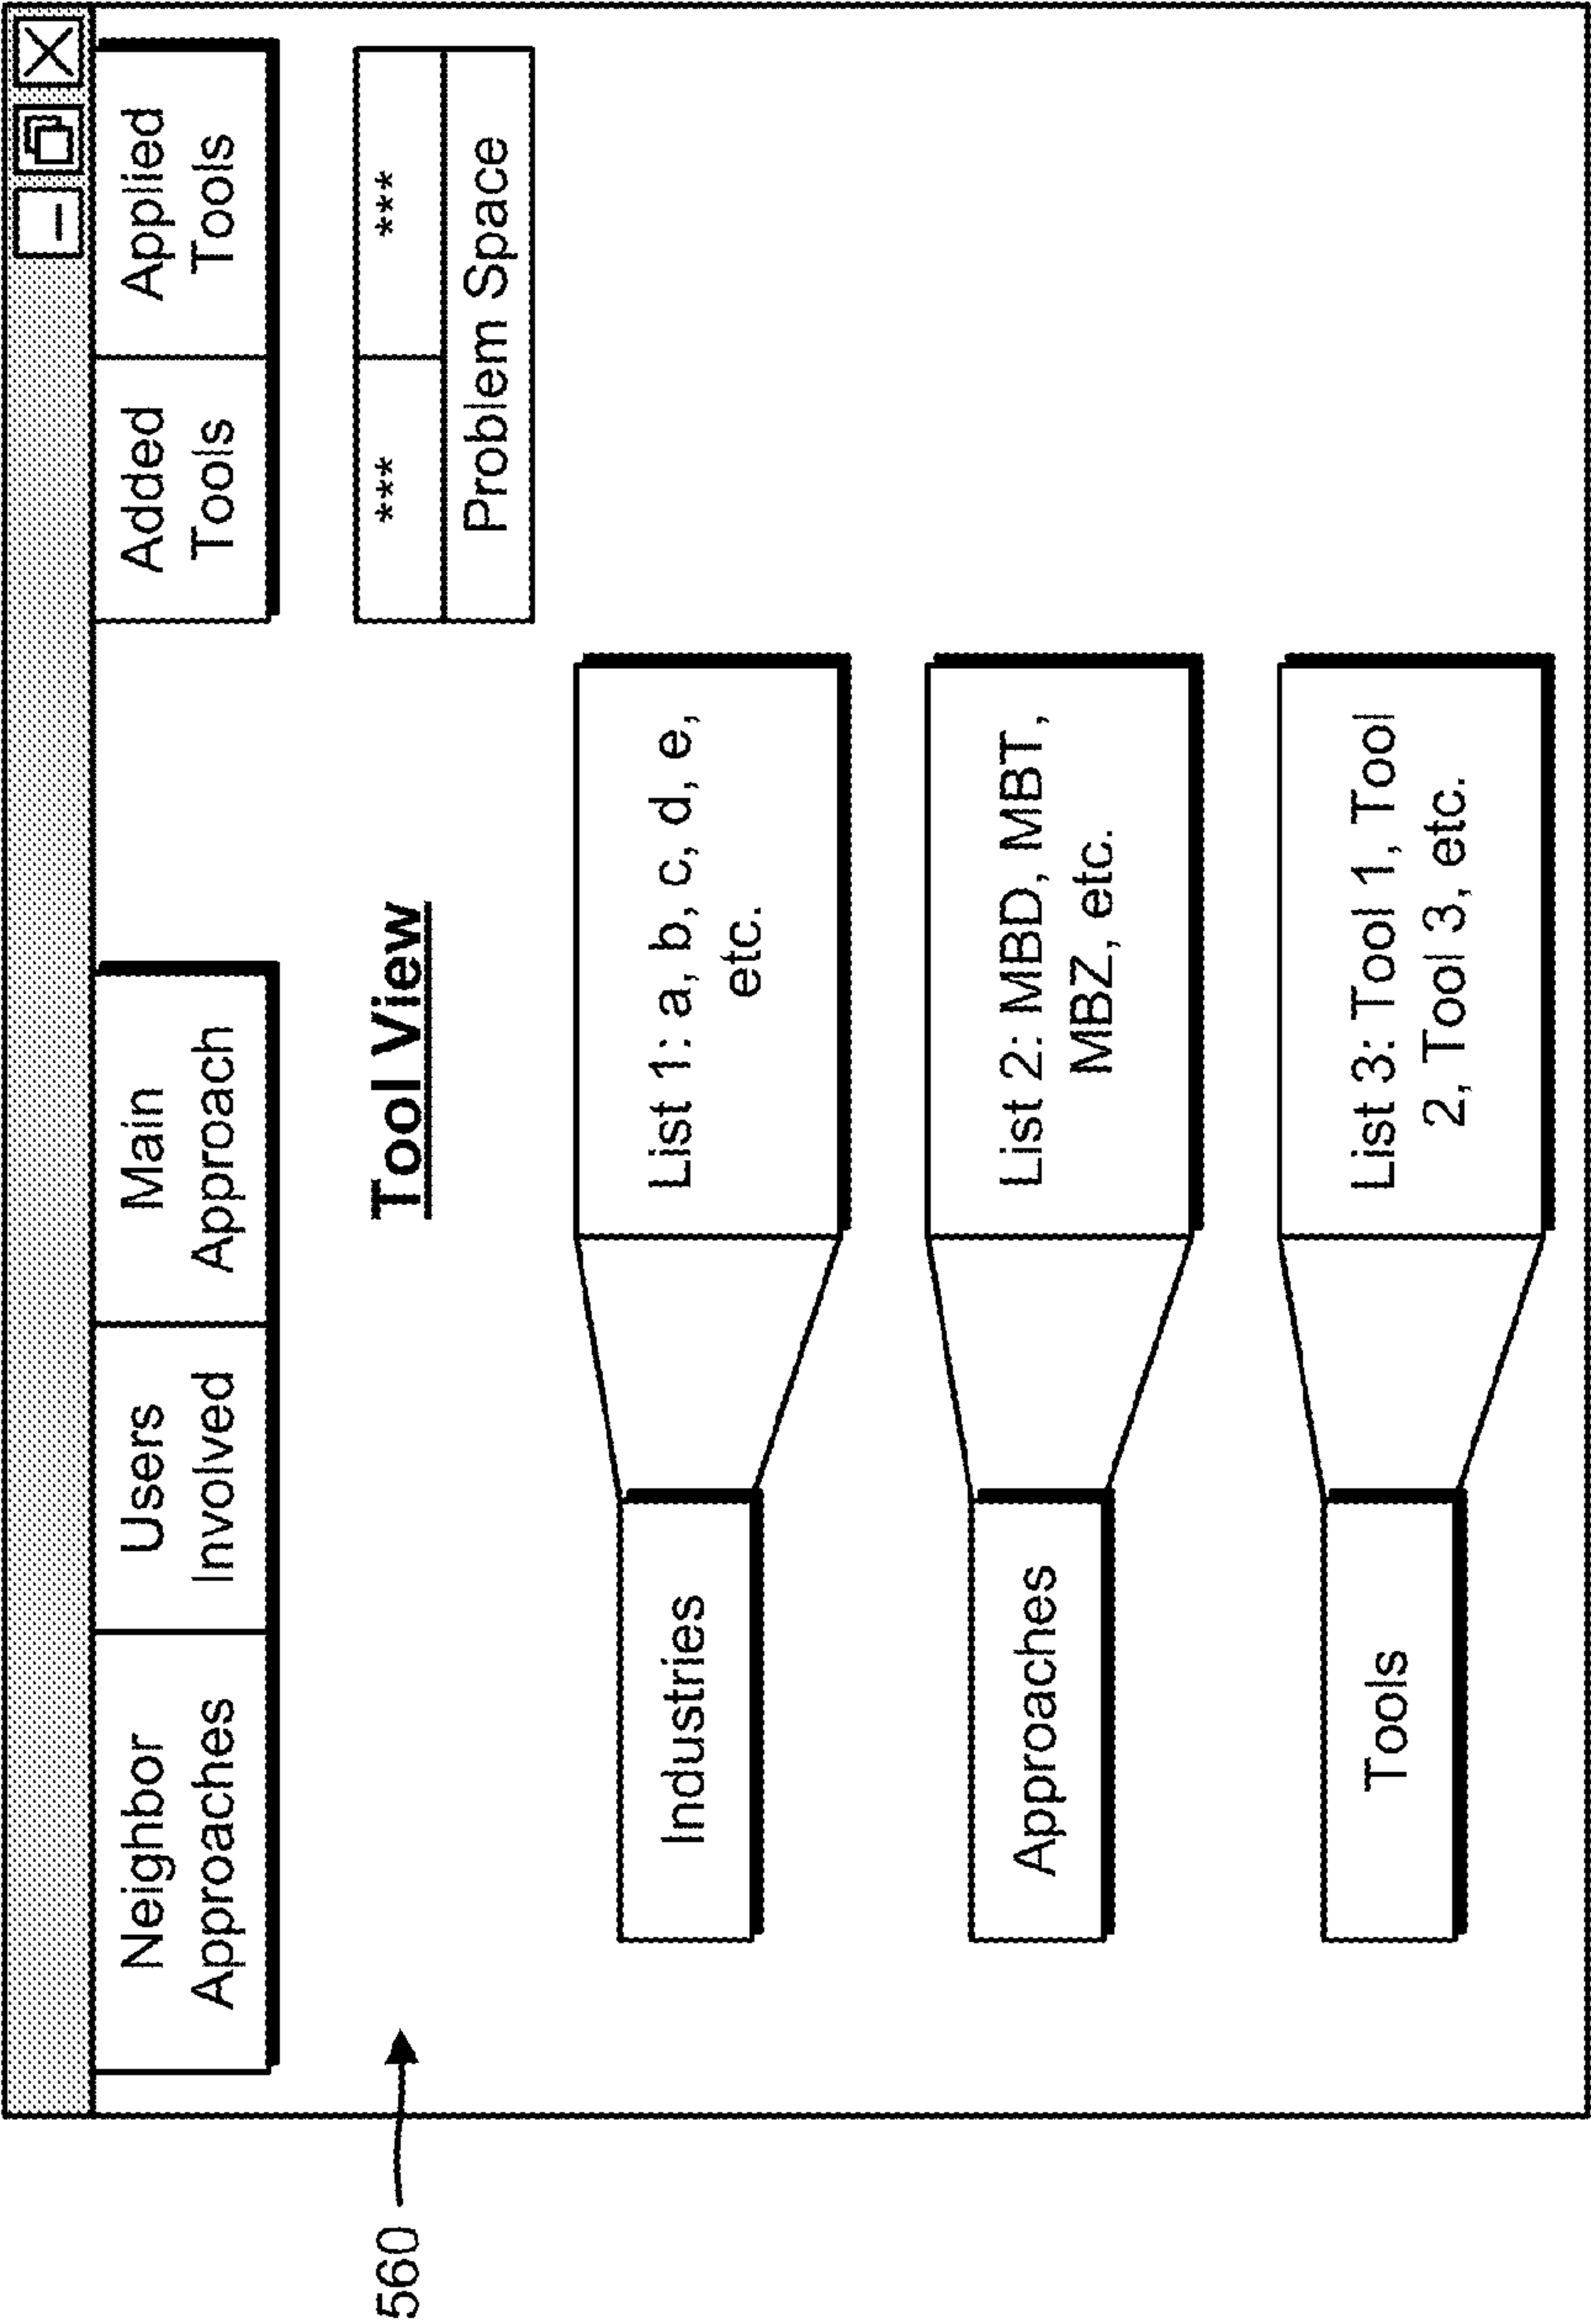 Neighbor
Approaches
Users
Involved
Main
Approach
Added
Tools
Applied
Tools
560
Tool View
***
***
Problem Space
Industries
List 1: a, b, c, d, e,
etc.
Approaches
List 2: MBD, MBT,
MBZ, etc.
Tools
List 3: Tool 1, Tool
2, Tool 3, etc.